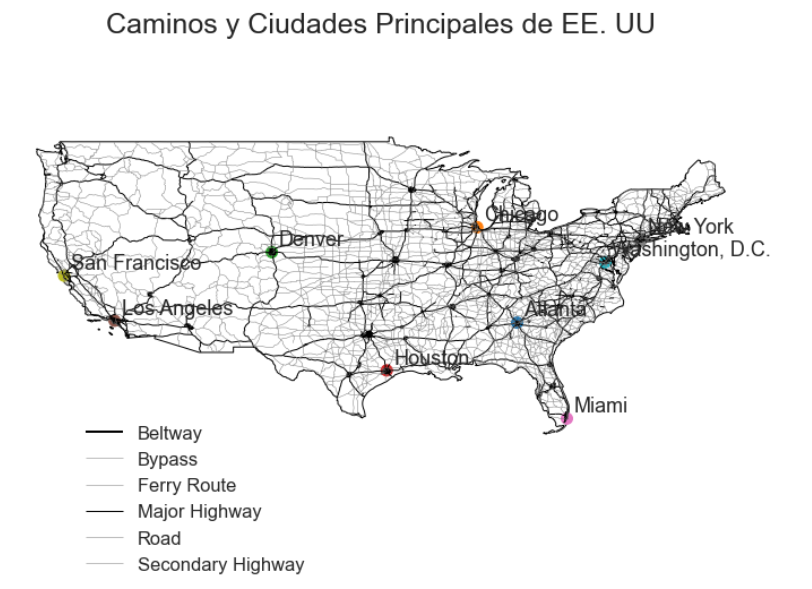 Caminos y Ciudades Principales de EE. UU
Chicago
New York
Denver
Washington, D.C.
San Francisco
Los Angeles
Atlanta
Houston
Miami
Beltway
Bypass
Ferry Route
Major Highway
Road
Secondary Highway